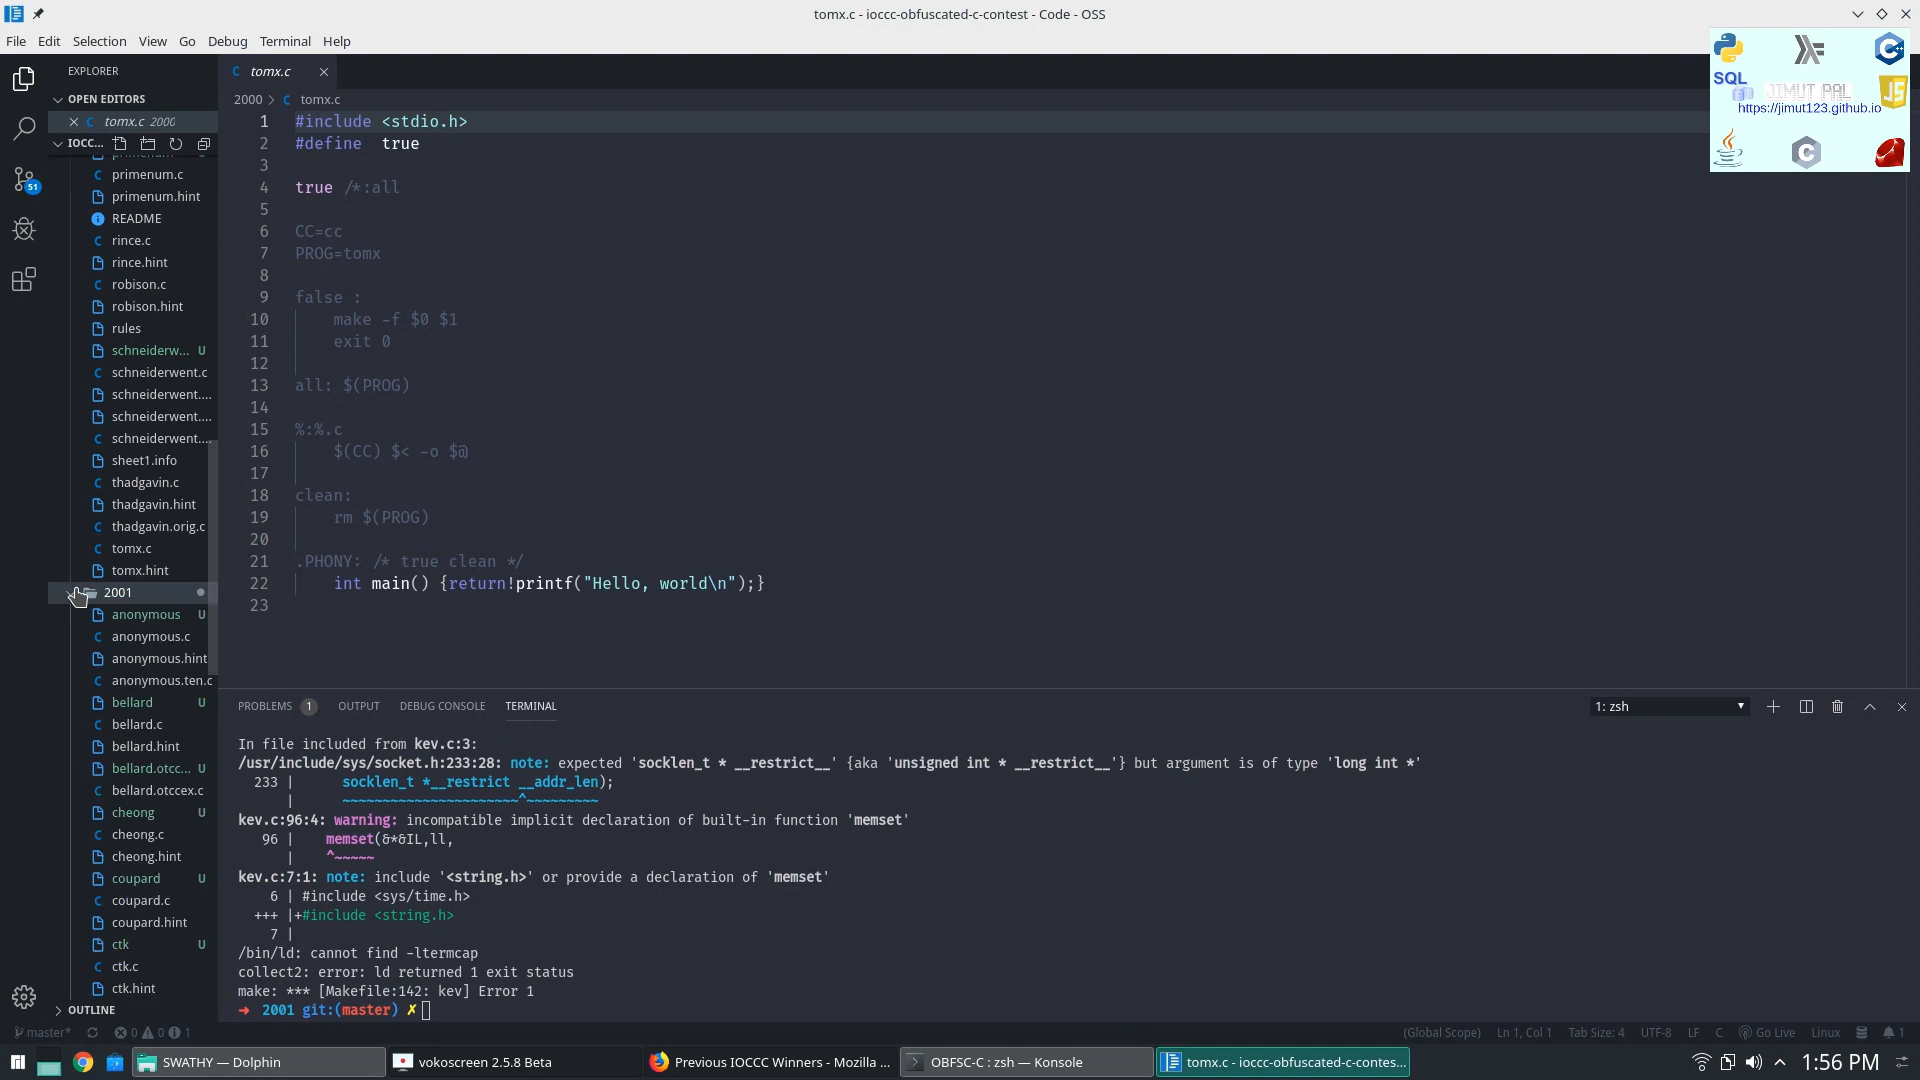 tomx.c - ioccc-obfuscated-c-contest - Code - OSS
File Edit Selection View Go Debug Terminal Help
EXPLORER
OPEN EDITORS
tomx.c 2000
IOCC...
primenum U
primenum.c
primenum.hint
README
rince.c
rince.hint
robison.c
robison.hint
rules
schneiderw... U
schneiderwent.c
schneiderwent....
schneiderwent....
schneiderwent....
sheet1.info
thadgavin.c
thadgavin.hint
thadgavin.orig.c
tomx.c
tomx.hint
2001
anonymous U
anonymous.c
anonymous.hint
anonymous.ten.c
bellard U
bellard.c
bellard.hint
bellard.otcc... U
bellard.otccex.c
cheong U
cheong.c
cheong.hint
coupard U
coupard.c
coupard.hint
ctk U
ctk.c
ctk.hint
OUTLINE
51
C tomx.c
2000 > C tomx.c
1 #include <stdio.h>
2 #define  true
3
4 true /*:all
5
6 CC=cc
7 PROG=tomx
8
9 false :
10     make -f $0 $1
11     exit 0
12
13 all: $(PROG)
14
15 %:%.c
16     $(CC) $< -o $@
17
18 clean:
19     rm $(PROG)
20
21 .PHONY: /* true clean */
22     int main() {return!printf("Hello, world\n");}
23
SQL
JIMUT PAL
JS
https://jimut123.github.io
C
PROBLEMS 1 OUTPUT DEBUG CONSOLE TERMINAL
1: zsh
In file included from kev.c:3:
/usr/include/sys/socket.h:233:28: note: expected 'socklen_t * __restrict__' {aka 'unsigned int * __restrict__'} but argument is of type 'long int *'
233 |      socklen_t *__restrict __addr_len);
|      ~~~~~~~~~~~~~~~~~~~~~~^~~~~~~~~~
kev.c:96:4: warning: incompatible implicit declaration of built-in function 'memset'
96 |    memset(&*&IL,ll,
|    ^~~~~~
kev.c:7:1: note: include '<string.h>' or provide a declaration of 'memset'
6 | #include <sys/time.h>
+++ |+#include <string.h>
7 |
/bin/ld: cannot find -ltermcap
collect2: error: ld returned 1 exit status
make: *** [Makefile:142: kev] Error 1
➜ 2001 git:(master) ✗
master* 0 0 1 (Global Scope) Ln 1, Col 1 Tab Size: 4 UTF-8 LF C Go Live Linux 1
SWATHY — Dolphin vokoscreen 2.5.8 Beta Previous IOCCC Winners - Mozilla ... OBFSC-C : zsh — Konsole tomx.c - ioccc-obfuscated-c-contes... 1:56 PM